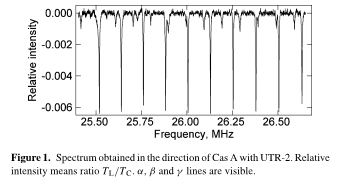 0.000
-0.002
-0.004
-0.006
Relative intensity
25.50 25.75 26.00 26.25 26.50
Frequency, MHz
Figure 1. Spectrum obtained in the direction of Cas A with UTR-2. Relative
intensity means ratio T_L/T_C. α, β and γ lines are visible.